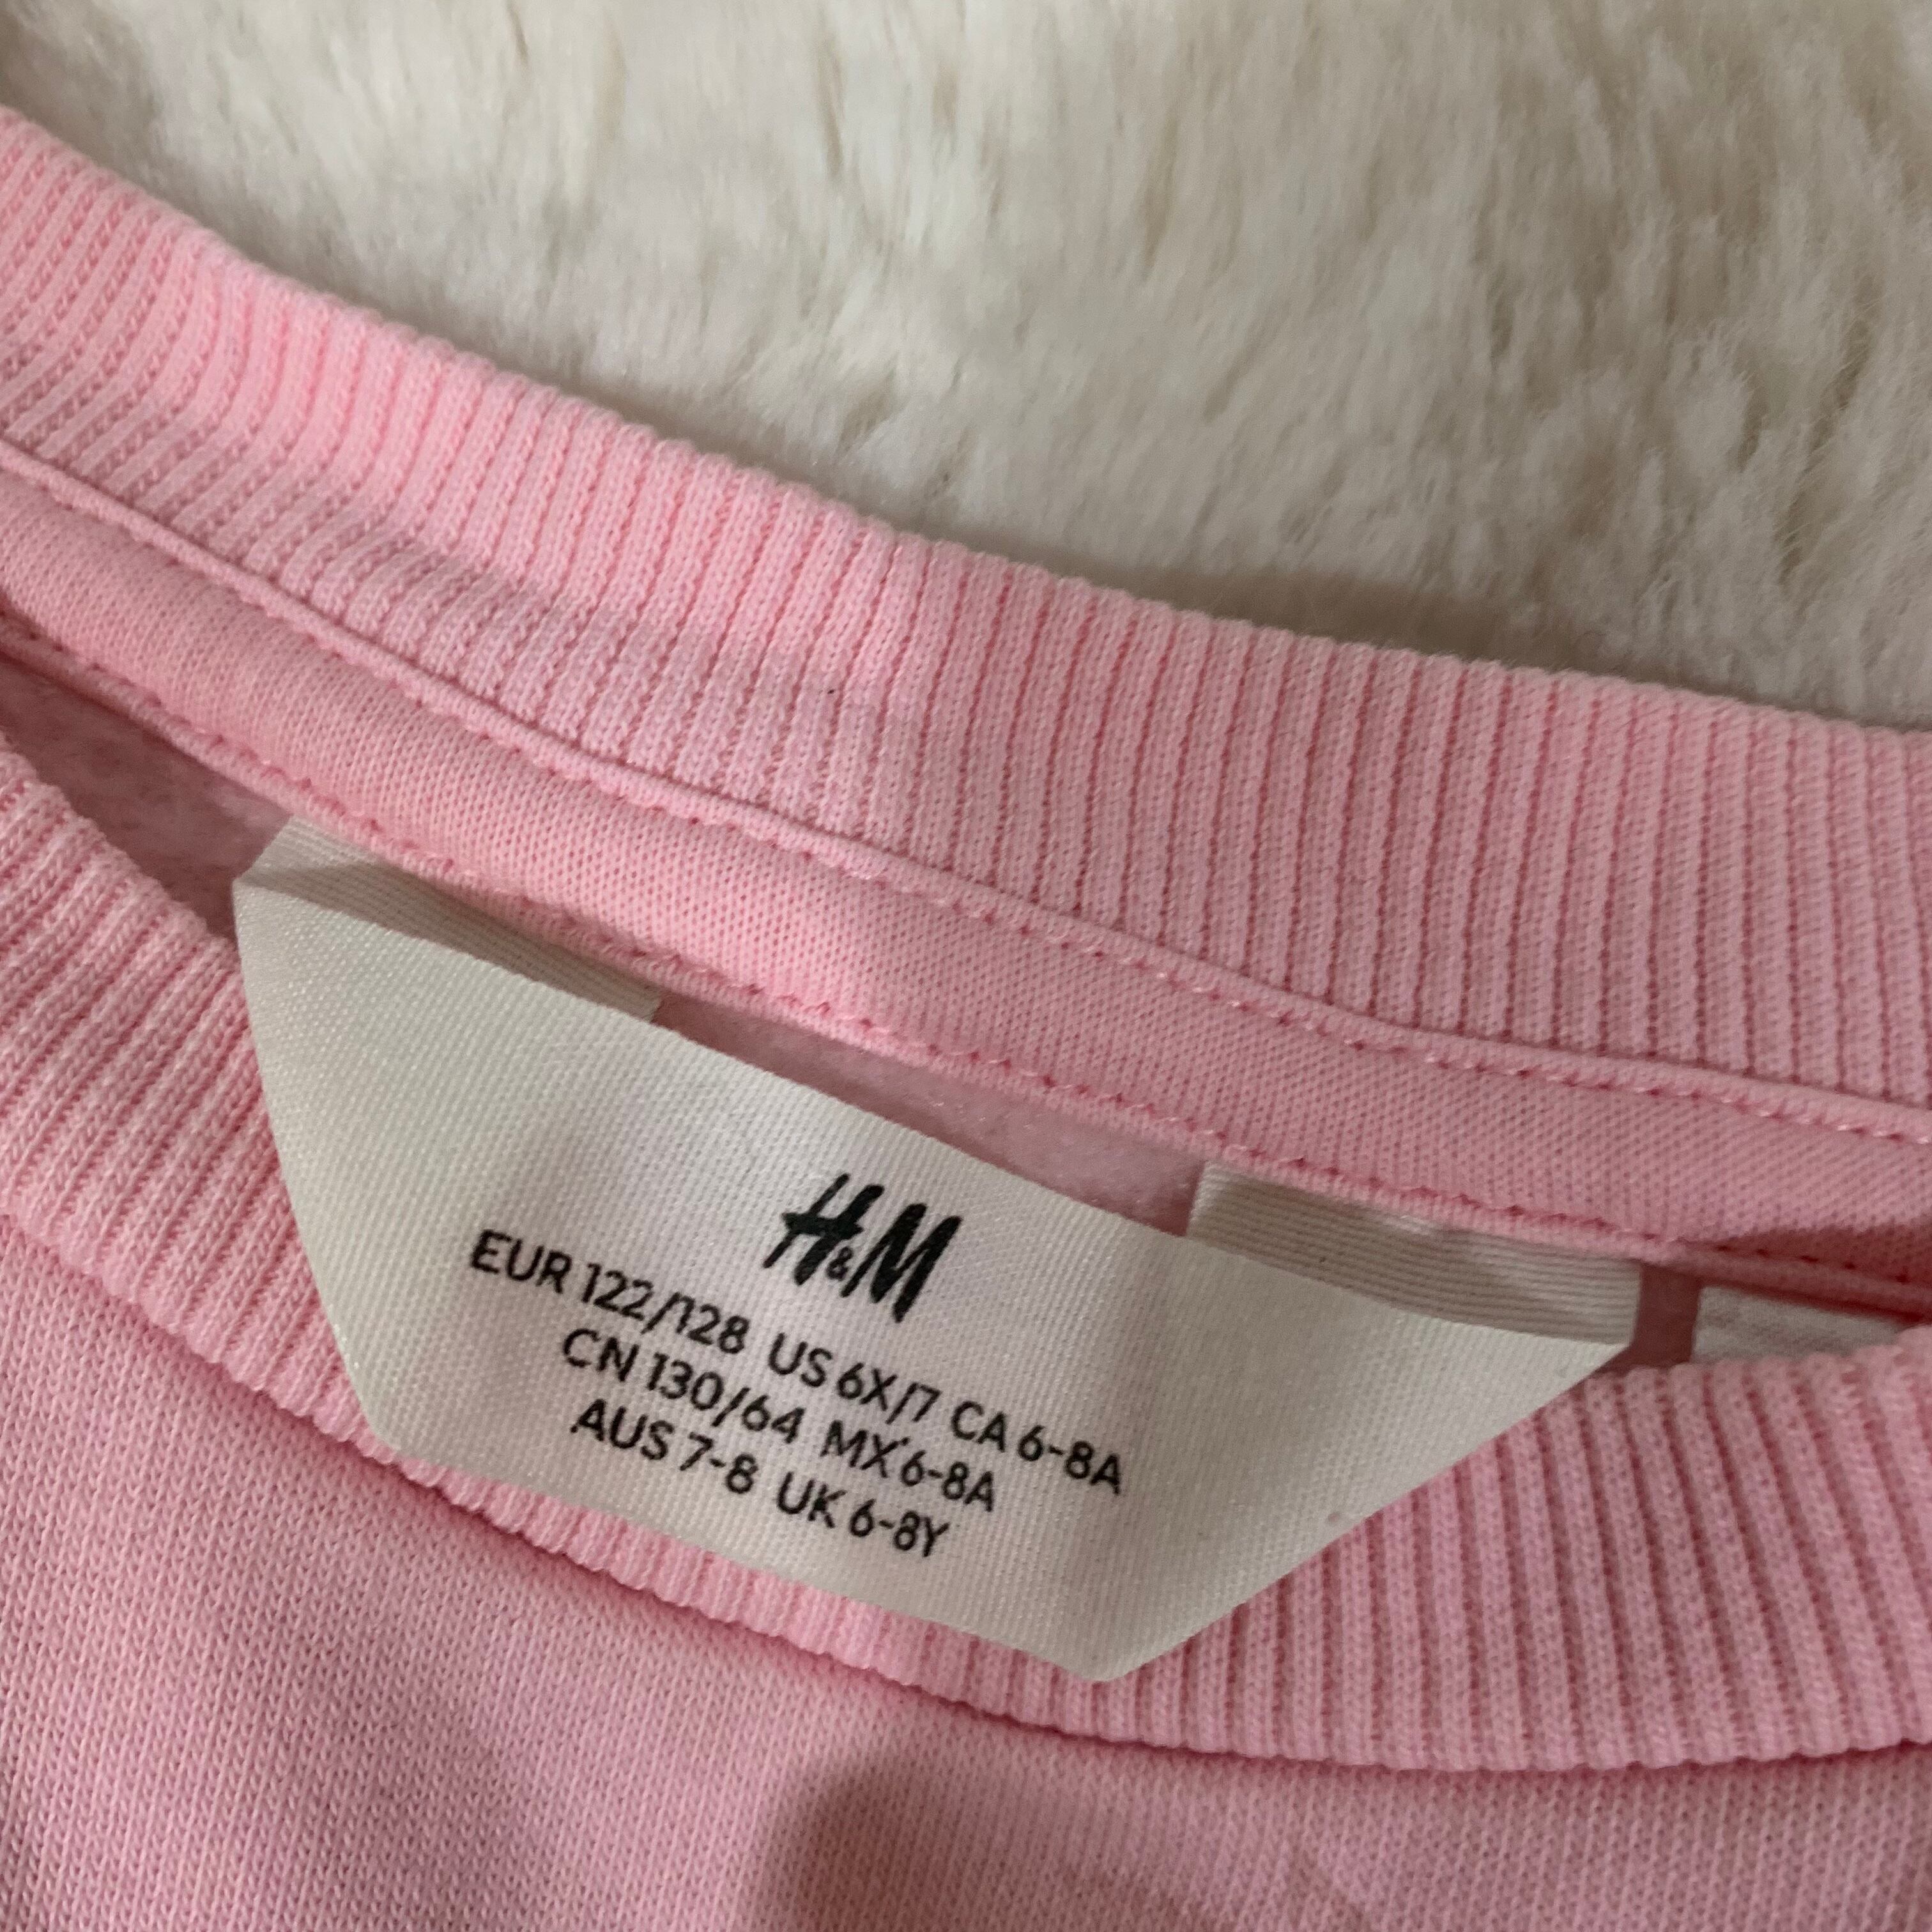 H&M
EUR 122/128 US 6X/7 CA 6-8A
CN 130/64 MX 6-8A
AUS 7-8 UK 6-8Y